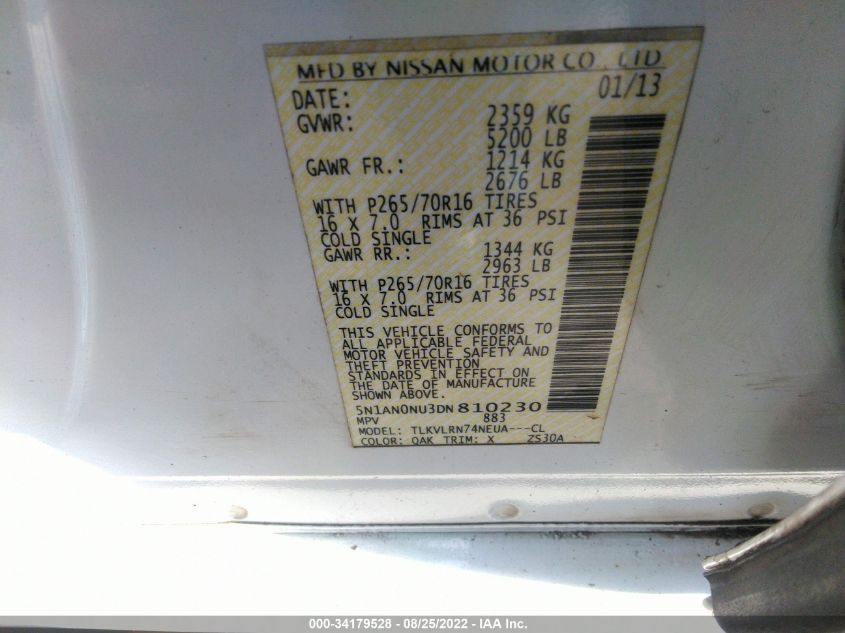 MFD BY NISSAN MOTOR CO., LTD
DATE: 01/13
GVWR: 2359 KG
5200 LB
GAWR FR.: 1214 KG
2676 LB
WITH P265/70R16 TIRES
16 X 7.0 RIMS AT 36 PSI
COLD SINGLE
GAWR RR.: 1344 KG
2963 LB
WITH P265/70R16 TIRES
16 X 7.0 RIMS AT 36 PSI
COLD SINGLE
THIS VEHICLE CONFORMS TO
ALL APPLICABLE FEDERAL
MOTOR VEHICLE SAFETY AND
THEFT PREVENTION
STANDARDS IN EFFECT ON
THE DATE OF MANUFACTURE
SHOWN ABOVE.
5N1AN0NU3DN810230
MPV 883
MODEL: TLKVLRN74NEUA---CL
COLOR: QAK TRIM: X ZS30A
000-34179528 - 08/25/2022 - IAA Inc.